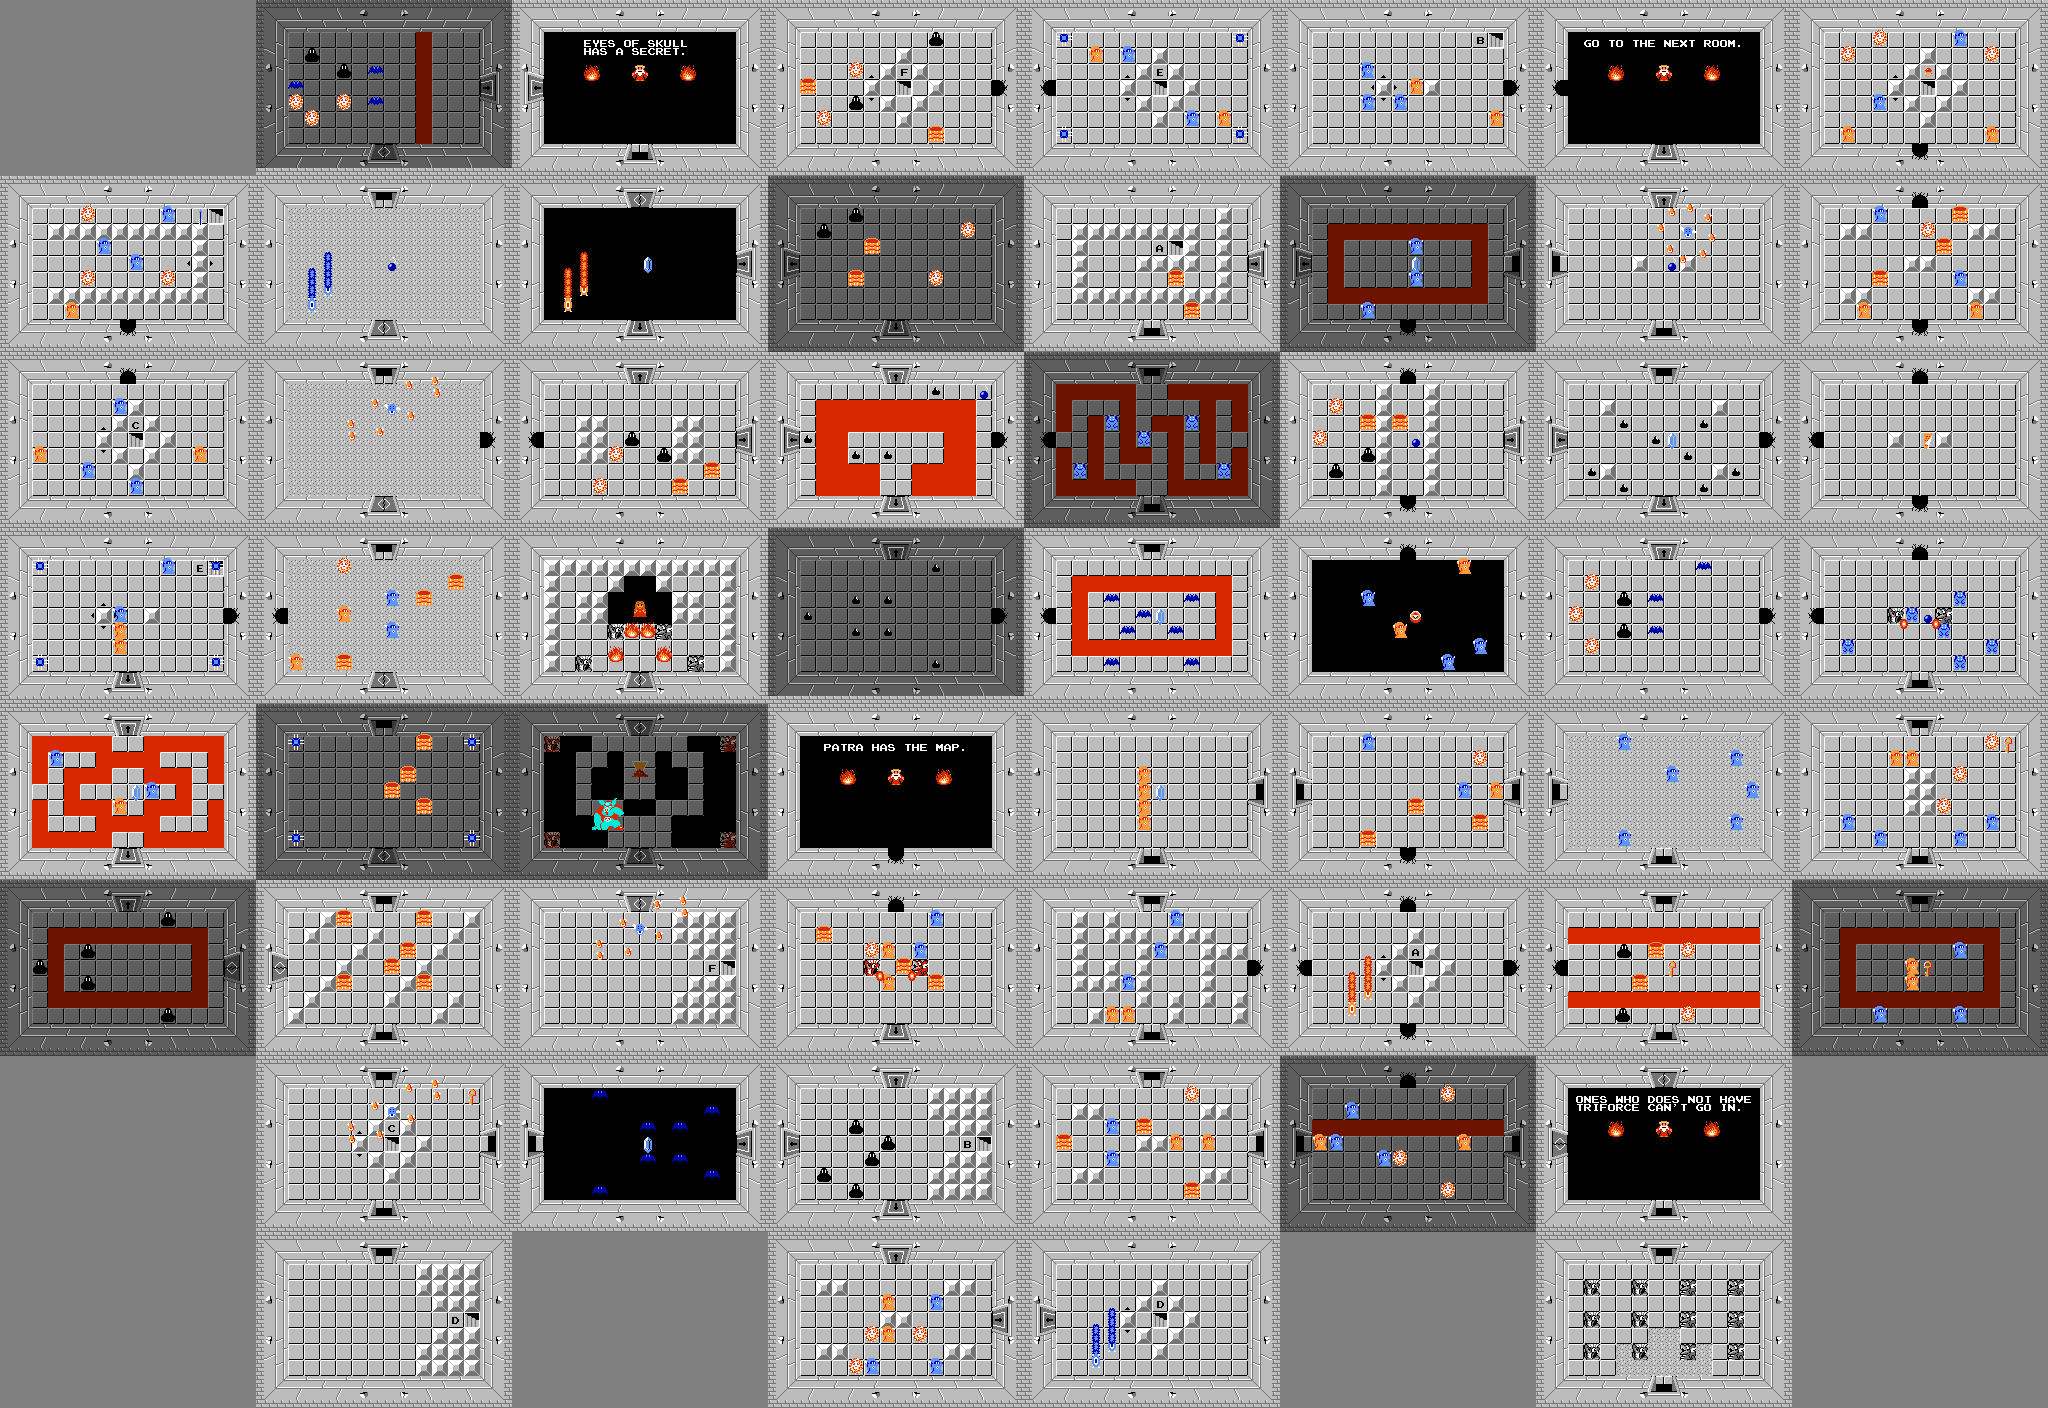 EYES OF SKULL
HAS A SECRET.
F
E
B
GO TO THE NEXT ROOM.
A
C
E
PATRA HAS THE MAP.
F
A
C
B
ONES WHO DOES NOT HAVE
TRIFORCE CAN'T GO IN.
D
D